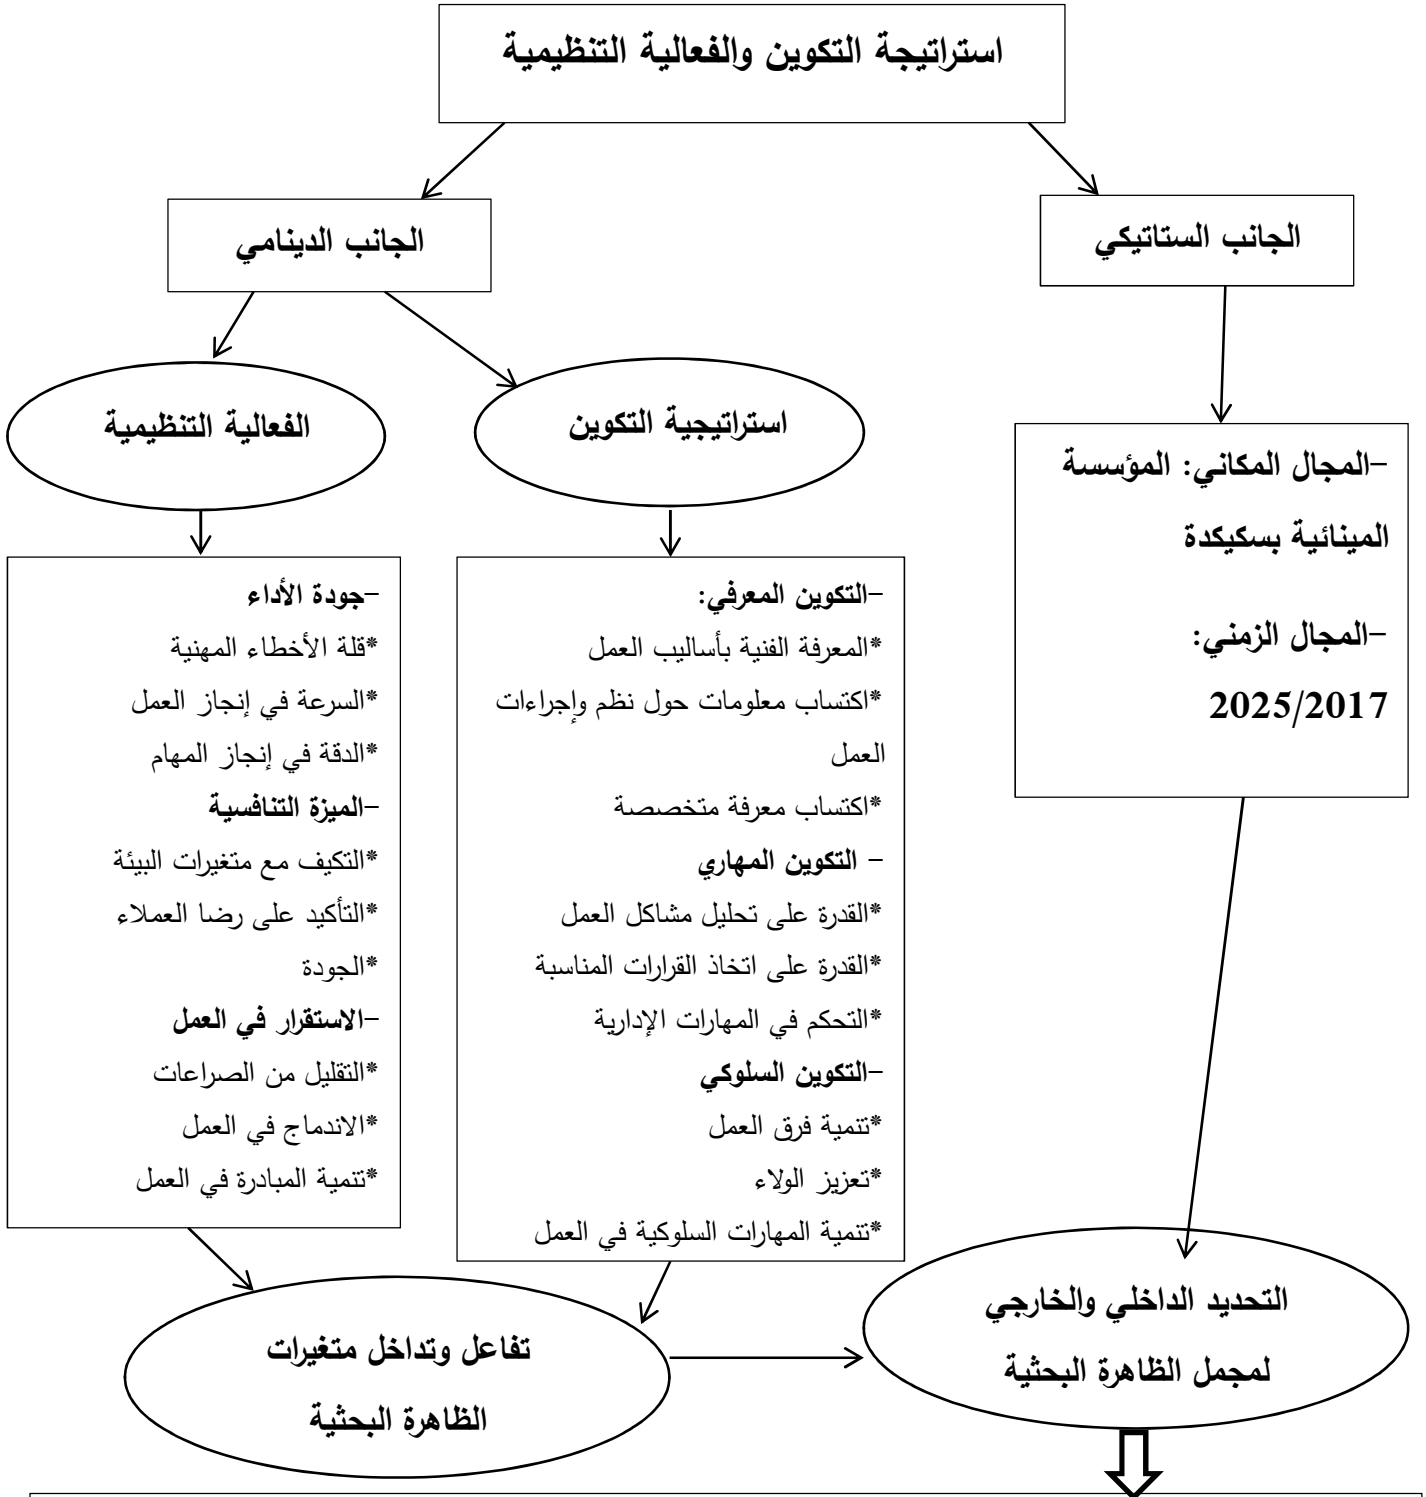 استراتيجة التكوين والفعالية التنظيمية
الجانب الستاتيكي
الجانب الدينامي
استراتيجية التكوين
الفعالية التنظيمية
-المجال المكاني: المؤسسة
المينائية بسكيكدة
-المجال الزمني:
2025/2017
-التكوين المعرفي:
*المعرفة الفنية بأساليب العمل
*اكتساب معلومات حول نظم وإجراءات
العمل
*اكتساب معرفة متخصصة
- التكوين المهاري
*القدرة على تحليل مشاكل العمل
*القدرة على اتخاذ القرارات المناسبة
*التحكم في المهارات الإدارية
-التكوين السلوكي
*تنمية فرق العمل
*تعزيز الولاء
*تنمية المهارات السلوكية في العمل
-جودة الأداء
*قلة الأخطاء المهنية
*السرعة في إنجاز العمل
*الدقة في إنجاز المهام
-الميزة التنافسية
*التكيف مع متغيرات البيئة
*التأكيد على رضا العملاء
*الجودة
-الاستقرار في العمل
*التقليل من الصراعات
*الاندماج في العمل
*تنمية المبادرة في العمل
التحديد الداخلي والخارجي
لمجمل الظاهرة البحثية
تفاعل وتداخل متغيرات
الظاهرة البحثية